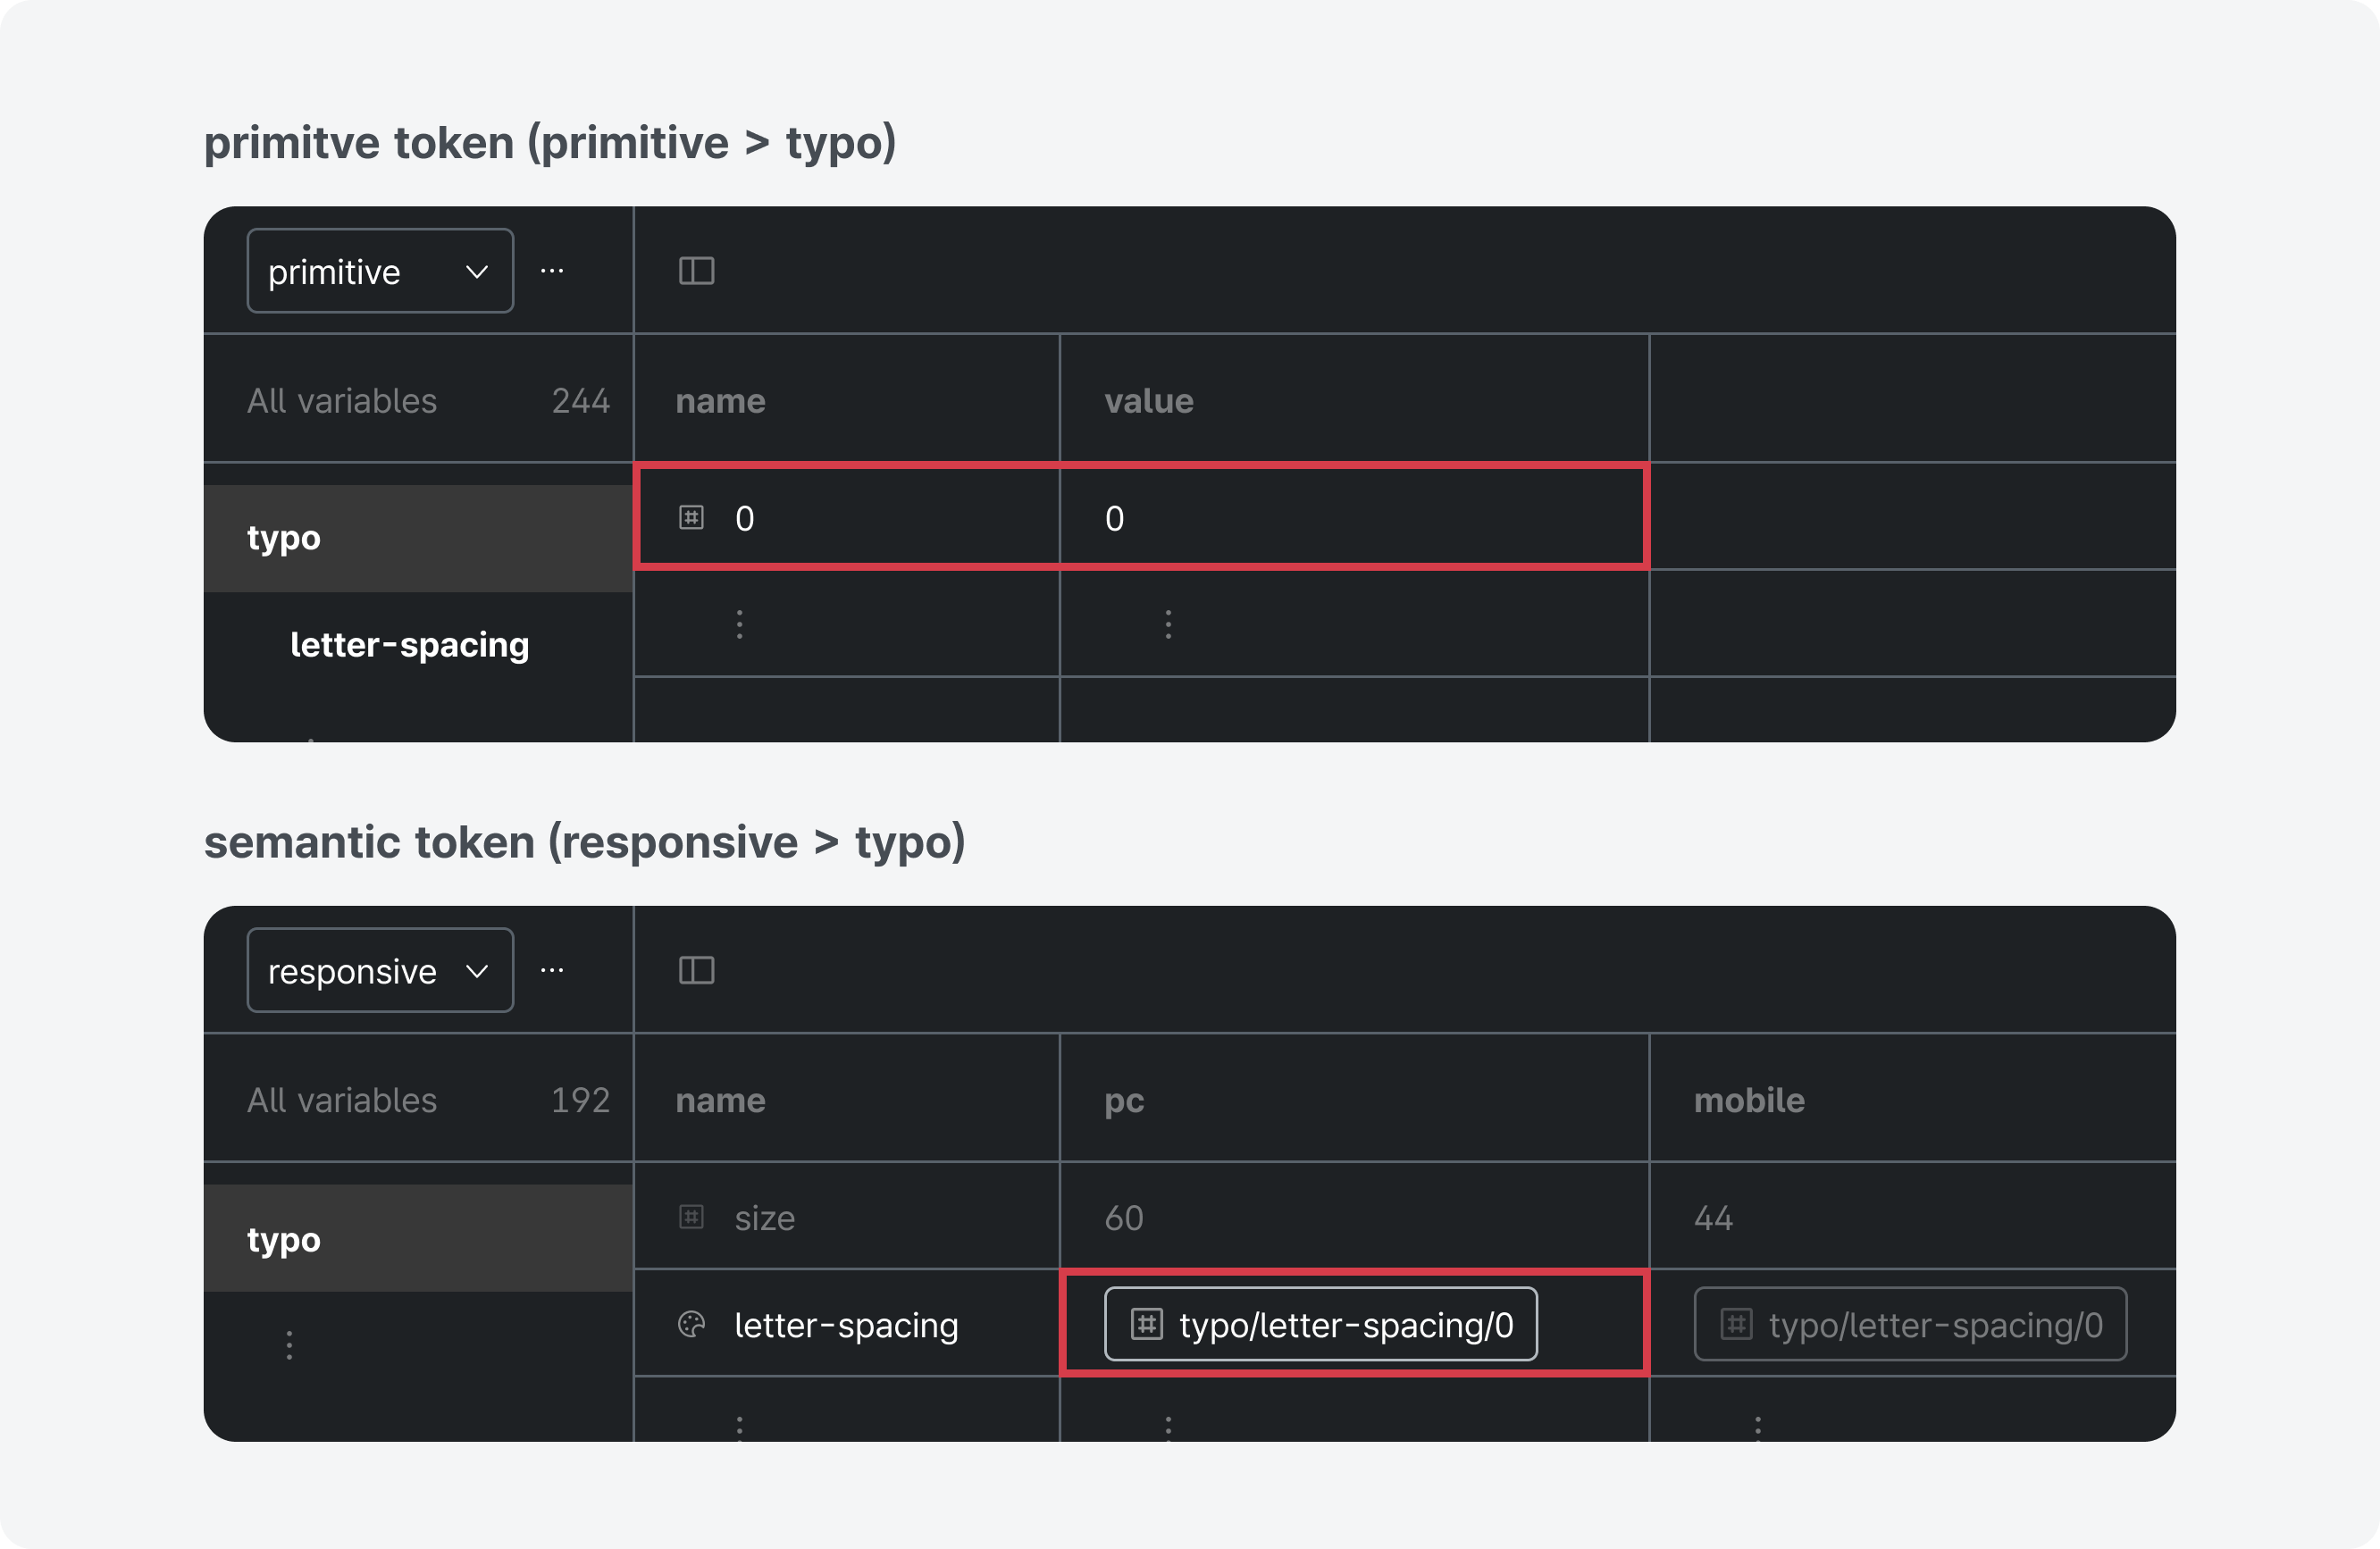 primitve token (primitive > typo)
primitive ···
All variables 244 name value
0 0
typo
letter-spacing
semantic token (responsive > typo)
responsive ···
All variables 192 name pc mobile
size 60 44
typo
letter-spacing typo/letter-spacing/0 typo/letter-spacing/0